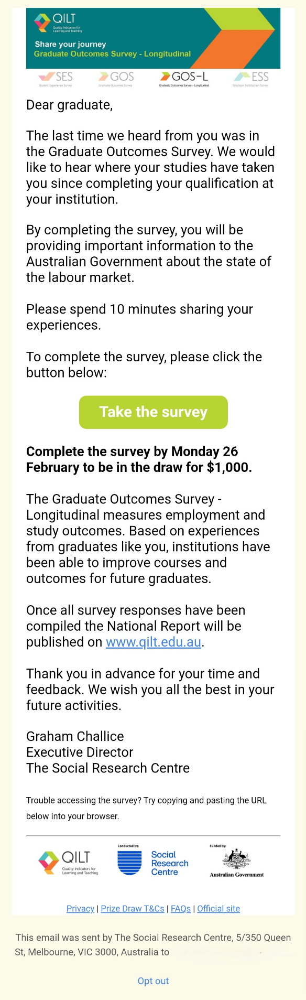 QILT
Quality Indicators for
Learning and Teaching
Share your journey
Graduate Outcomes Survey - Longitudinal
SES
Student Experience Survey
GOS
Graduate Outcomes Survey
GOS-L
Graduate Outcomes Survey - Longitudinal
ESS
Employer Satisfaction Survey
Dear graduate,
The last time we heard from you was in
the Graduate Outcomes Survey. We would
like to hear where your studies have taken
you since completing your qualification at
your institution.
By completing the survey, you will be
providing important information to the
Australian Government about the state of
the labour market.
Please spend 10 minutes sharing your
experiences.
To complete the survey, please click the
button below:
Take the survey
Complete the survey by Monday 26
February to be in the draw for $1,000.
The Graduate Outcomes Survey -
Longitudinal measures employment and
study outcomes. Based on experiences
from graduates like you, institutions have
been able to improve courses and
outcomes for future graduates.
Once all survey responses have been
compiled the National Report will be
published on www.qilt.edu.au.
Thank you in advance for your time and
feedback. We wish you all the best in your
future activities.
Graham Challice
Executive Director
The Social Research Centre
Trouble accessing the survey? Try copying and pasting the URL
below into your browser.
QILT
Quality Indicators for
Learning and Teaching
Conducted by:
Social
Research
Centre
Funded by:
Australian Government
Privacy | Prize Draw T&Cs | FAQs | Official site
This email was sent by The Social Research Centre, 5/350 Queen
St, Melbourne, VIC 3000, Australia to
Opt out